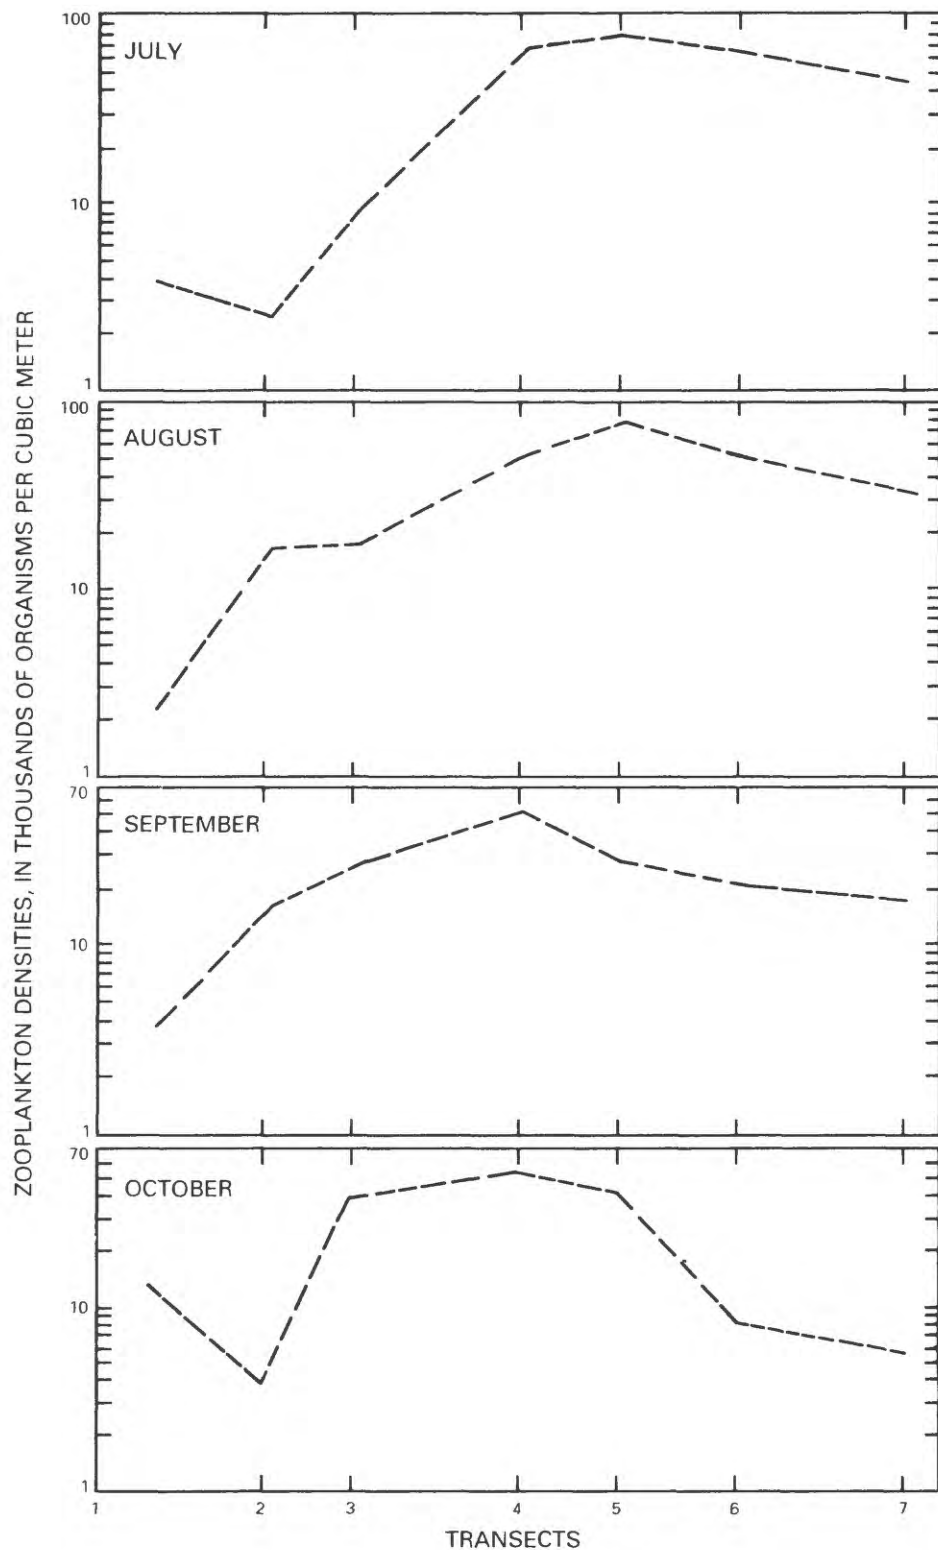 ZOOPLANKTON DENSITIES, IN THOUSANDS OF ORGANISMS PER CUBIC METER
100
JULY
10
1
100
AUGUST
10
1
70
SEPTEMBER
10
1
70
OCTOBER
10
1
1 2 3 4 5 6 7
TRANSECTS